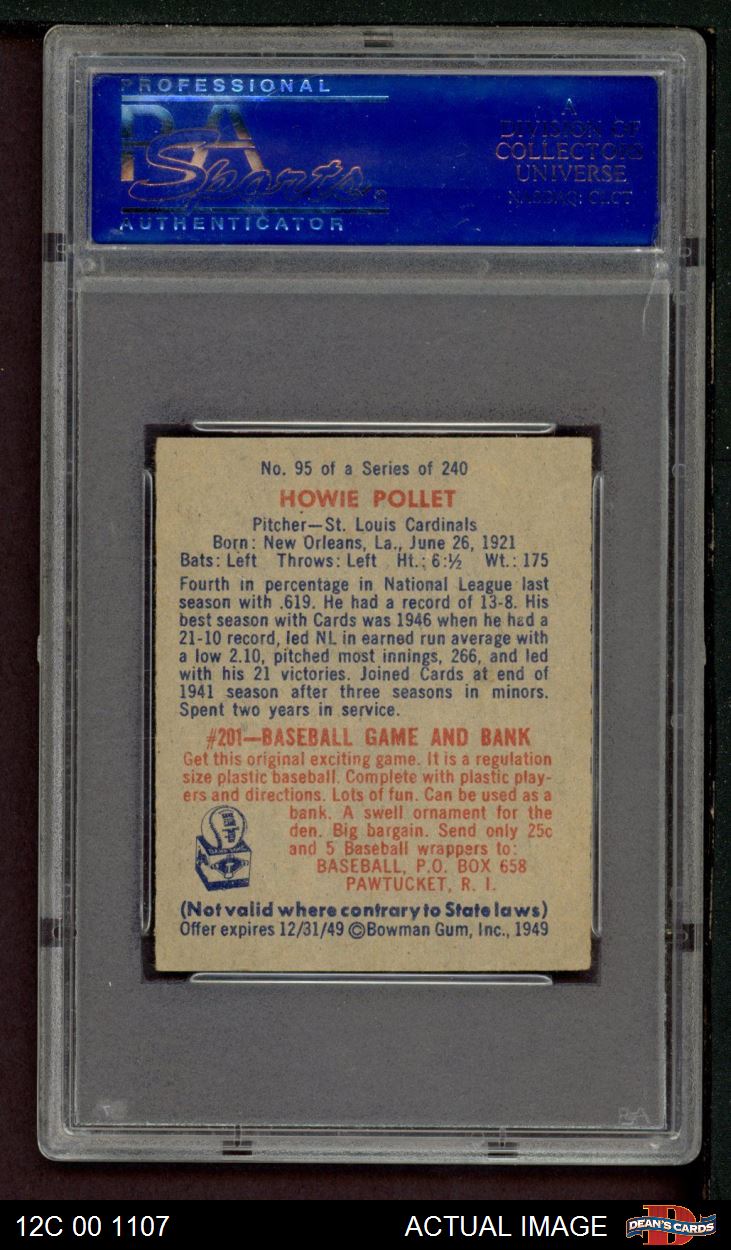 PROFESSIONAL
PSA
Sports
AUTHENTICATOR
A
DIVISION OF
COLLECTORS
UNIVERSE
NASDAQ: CLCT
No. 95 of a Series of 240
HOWIE POLLET
Pitcher—St. Louis Cardinals
Born: New Orleans, La., June 26, 1921
Bats: Left Throws: Left Ht.: 6:½ Wt.: 175
Fourth in percentage in National League last
season with .619. He had a record of 13-8. His
best season with Cards was 1946 when he had a
21-10 record, led NL in earned run average with
a low 2.10, pitched most innings, 266, and led
with his 21 victories. Joined Cards at end of
1941 season after three seasons in minors.
Spent two years in service.
#201—BASEBALL GAME AND BANK
Get this original exciting game. It is a regulation
size plastic baseball. Complete with plastic play-
ers and directions. Lots of fun. Can be used as a
bank. A swell ornament for the
den. Big bargain. Send only 25c
and 5 Baseball wrappers to:
BASEBALL, P.O. BOX 658
PAWTUCKET, R. I.
(Not valid where contrary to State laws)
Offer expires 12/31/49 ©Bowman Gum, Inc., 1949
PSA
12C 00 1107
ACTUAL IMAGE
DEAN'S CARDS